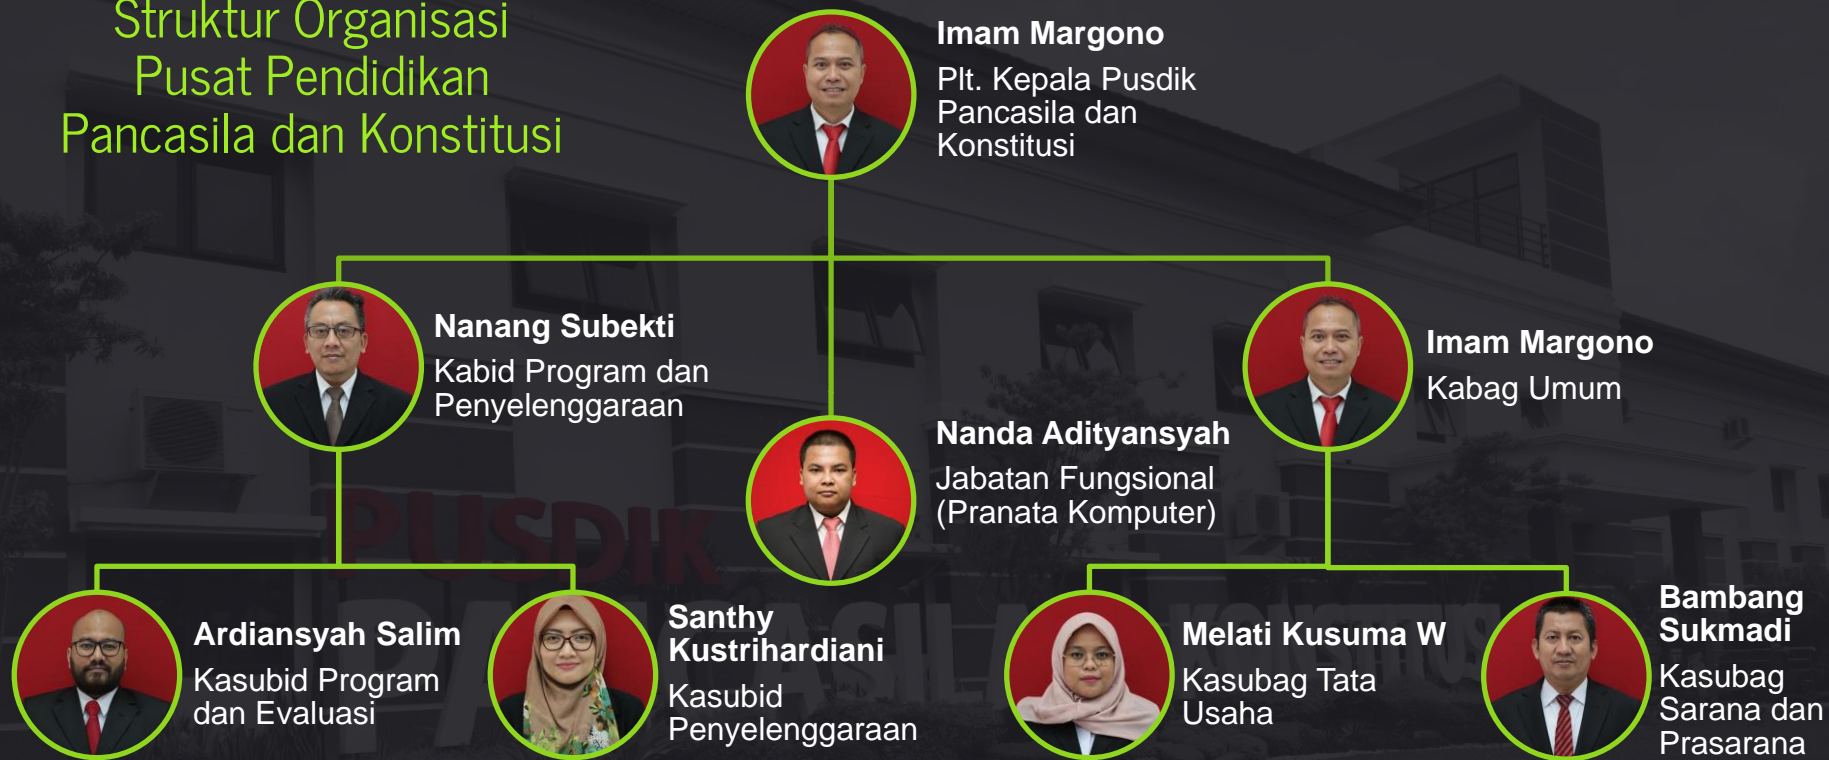 Struktur Organisasi
Pusat Pendidikan
Pancasila dan Konstitusi
Imam Margono
Plt. Kepala Pusdik
Pancasila dan
Konstitusi
Nanang Subekti
Kabid Program dan
Penyelenggaraan
Imam Margono
Kabag Umum
Nanda Adityansyah
Jabatan Fungsional
(Pranata Komputer)
Ardiansyah Salim
Kasubid Program
dan Evaluasi
Santhy
Kustrihardiani
Kasubid
Penyelenggaraan
Melati Kusuma W
Kasubag Tata
Usaha
Bambang
Sukmadi
Kasubag
Sarana dan
Prasarana
PUSDIK